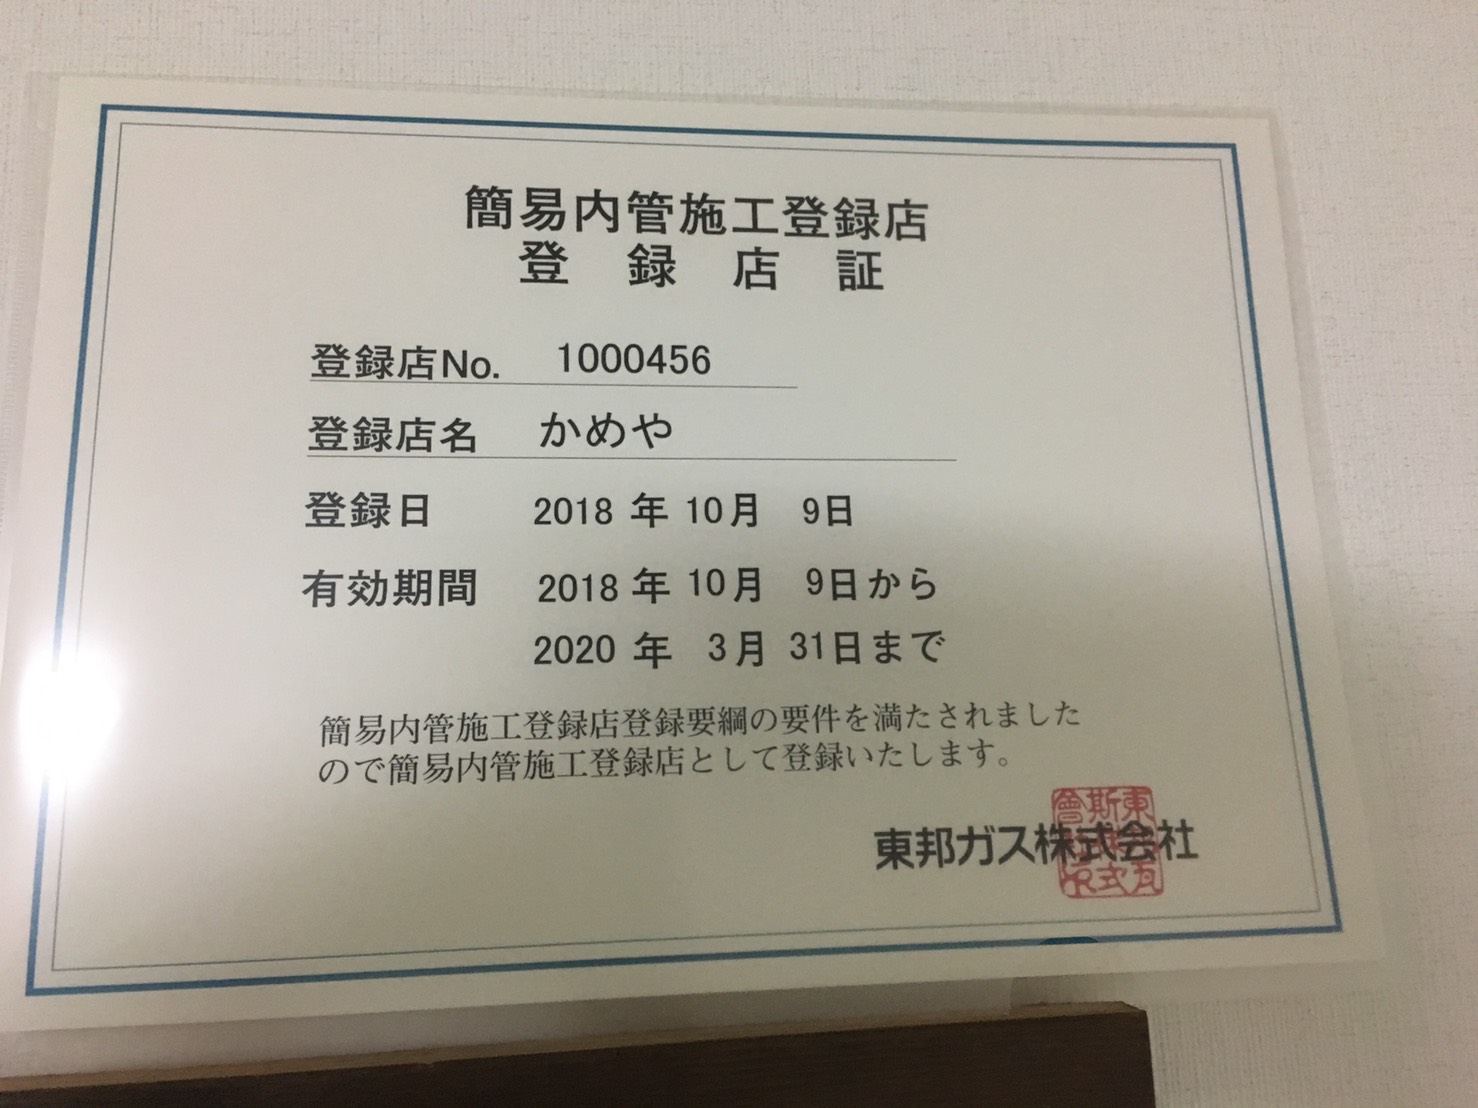 簡易内管施工登録店
登録店証
登録店No. 1000456
登録店名 かめや
登録日 2018 年 10月 9日
有効期間 2018 年 10月 9日から
2020 年 3月 31日まで
簡易内管施工登録店登録要綱の要件を満たされました
ので簡易内管施工登録店として登録いたします。
東邦ガス株式会社